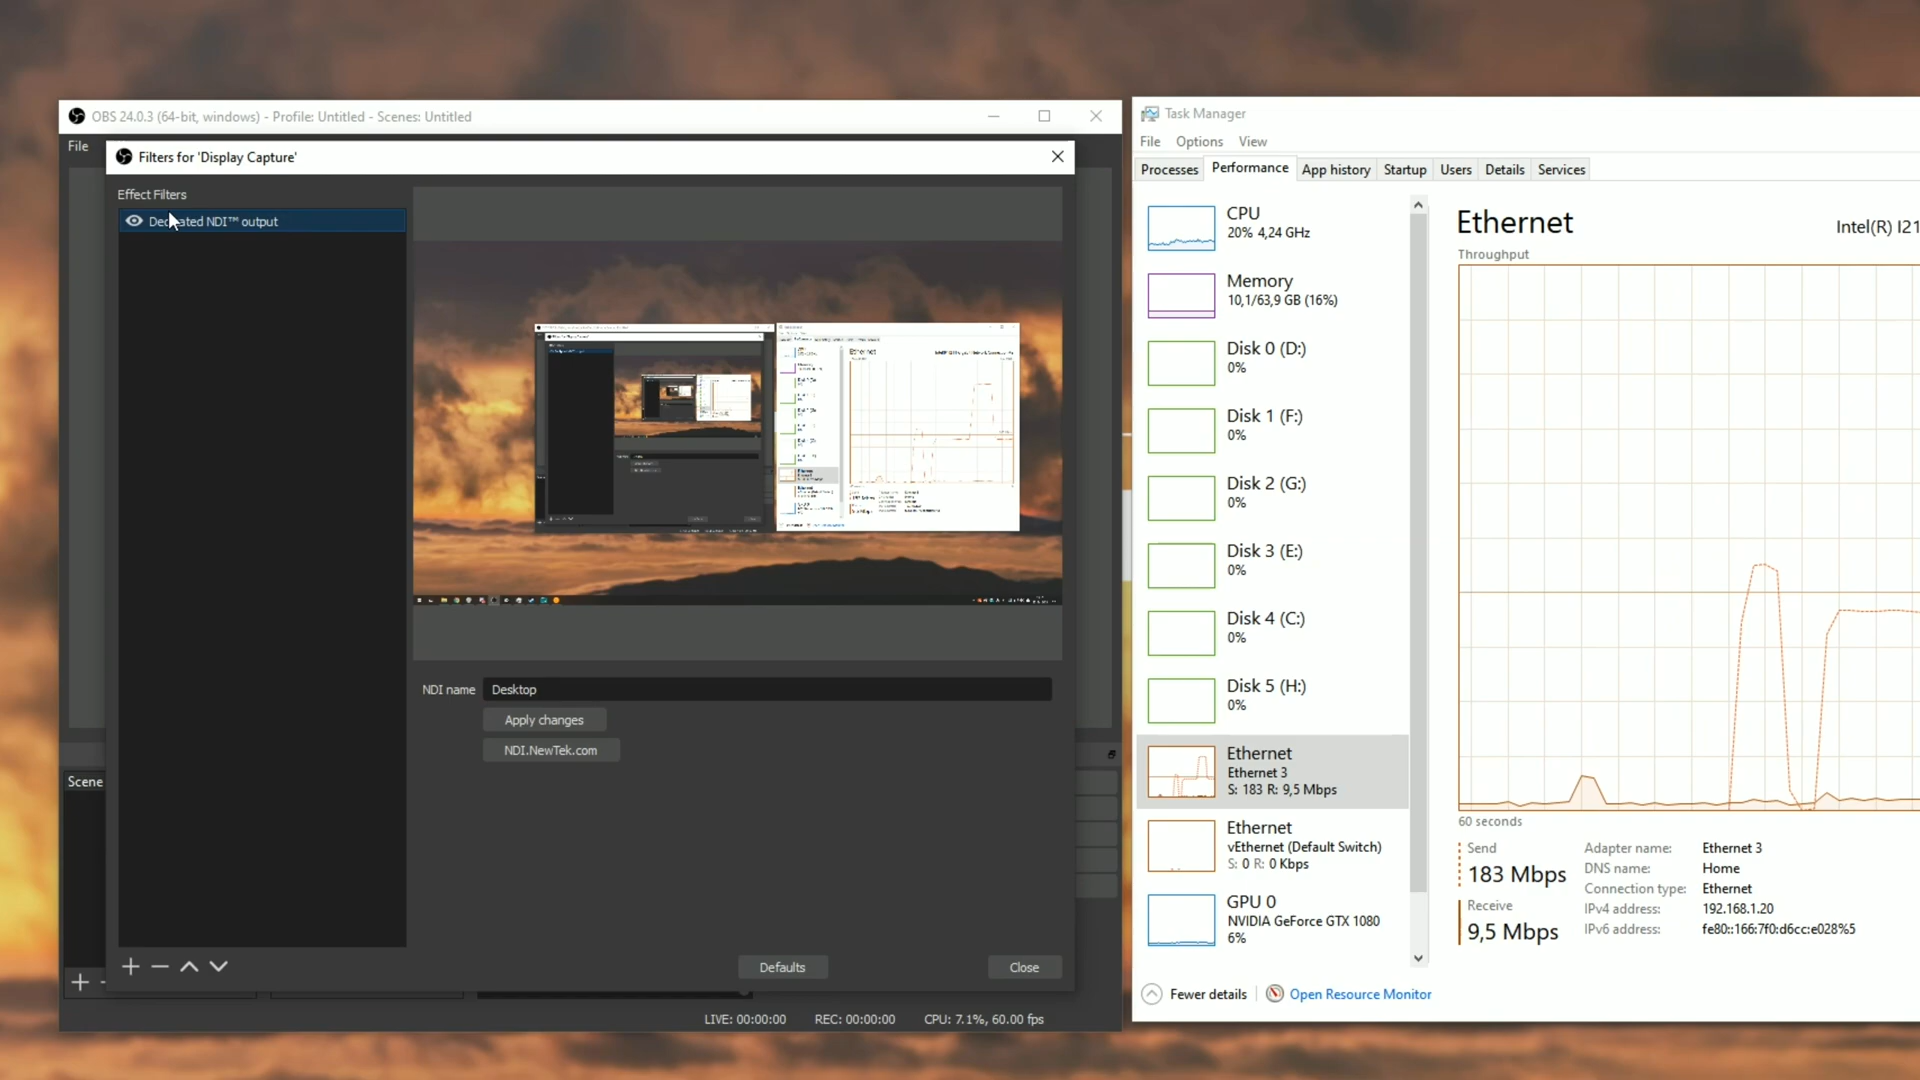 OBS 24.0.3 (64-bit, windows) - Profile: Untitled - Scenes: Untitled
File
Filters for 'Display Capture'
Effect Filters
Dedicated NDI™ output
NDI name
Desktop
Apply changes
NDI.NewTek.com
Scene
Defaults
Close
LIVE: 00:00:00
REC: 00:00:00
CPU: 7.1%, 60.00 fps
Task Manager
File Options View
Processes Performance App history Startup Users Details Services
CPU
20% 4,24 GHz
Memory
10,1/63,9 GB (16%)
Disk 0 (D:)
0%
Disk 1 (F:)
0%
Disk 2 (G:)
0%
Disk 3 (E:)
0%
Disk 4 (C:)
0%
Disk 5 (H:)
0%
Ethernet
Ethernet 3
S: 183 R: 9,5 Mbps
Ethernet
vEthernet (Default Switch)
S: 0 R: 0 Kbps
GPU 0
NVIDIA GeForce GTX 1080
6%
Ethernet
Intel(R) I21
Throughput
60 seconds
Send
183 Mbps
Receive
9,5 Mbps
Adapter name: Ethernet 3
DNS name: Home
Connection type: Ethernet
IPv4 address: 192.168.1.20
IPv6 address: fe80::166:7f0:d6cc:e028%5
Fewer details
Open Resource Monitor